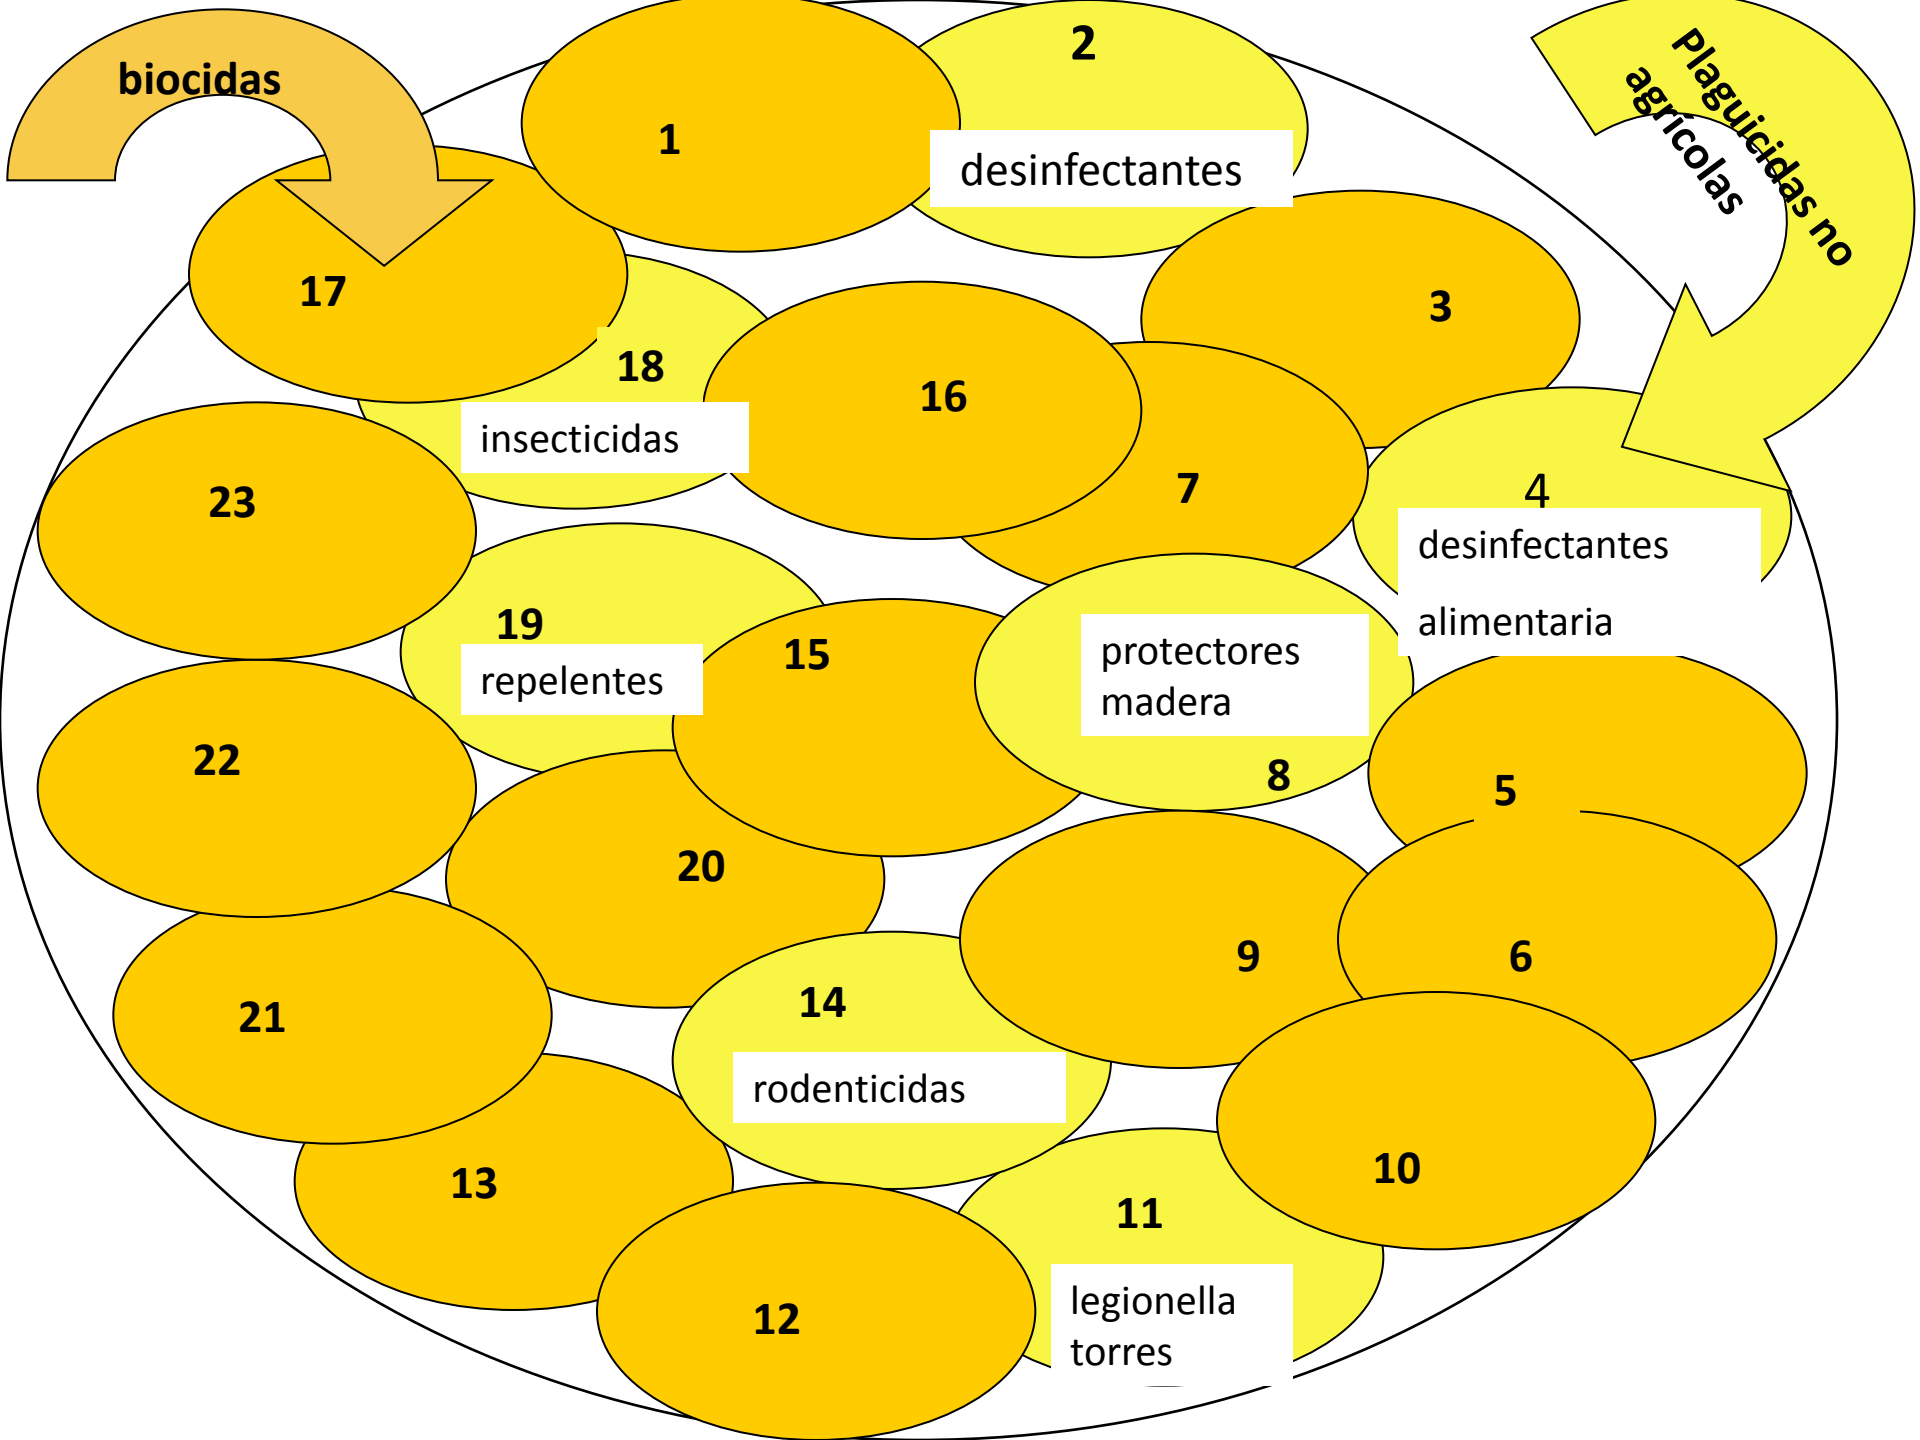 biocidas
Plaguicidas no
agrícolas
1
2
desinfectantes
17
3
18
insecticidas
16
7
4
desinfectantes
alimentaria
23
19
repelentes
15
protectores
madera
8
22
5
20
9
6
21
14
rodenticidas
13
10
11
legionella
torres
12